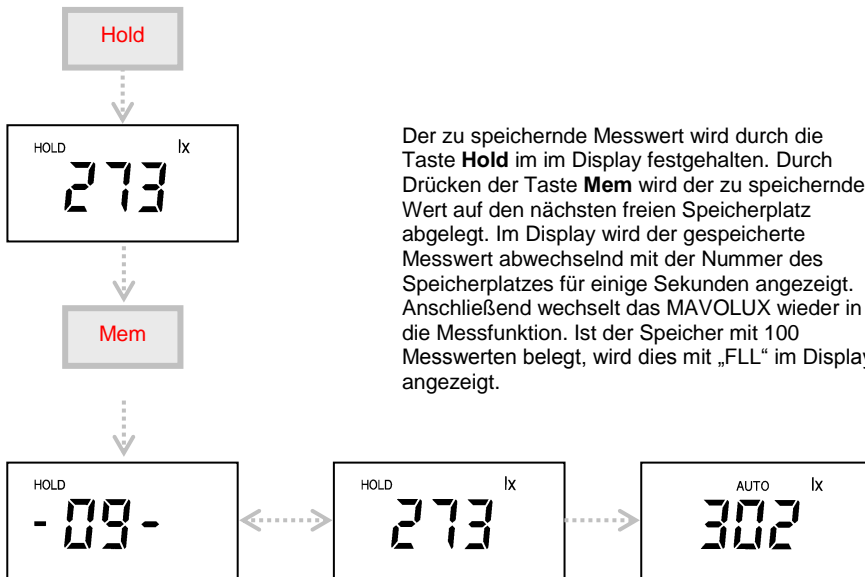 Hold
HOLD lx
273
Der zu speichernde Messwert wird durch die
Taste Hold im im Display festgehalten. Durch
Drücken der Taste Mem wird der zu speichernde
Wert auf den nächsten freien Speicherplatz
abgelegt. Im Display wird der gespeicherte
Messwert abwechselnd mit der Nummer des
Speicherplatzes für einige Sekunden angezeigt.
Anschließend wechselt das MAVOLUX wieder in
die Messfunktion. Ist der Speicher mit 100
Messwerten belegt, wird dies mit „FLL“ im Display
angezeigt.
Mem
HOLD
-09-
HOLD lx
273
AUTO lx
302